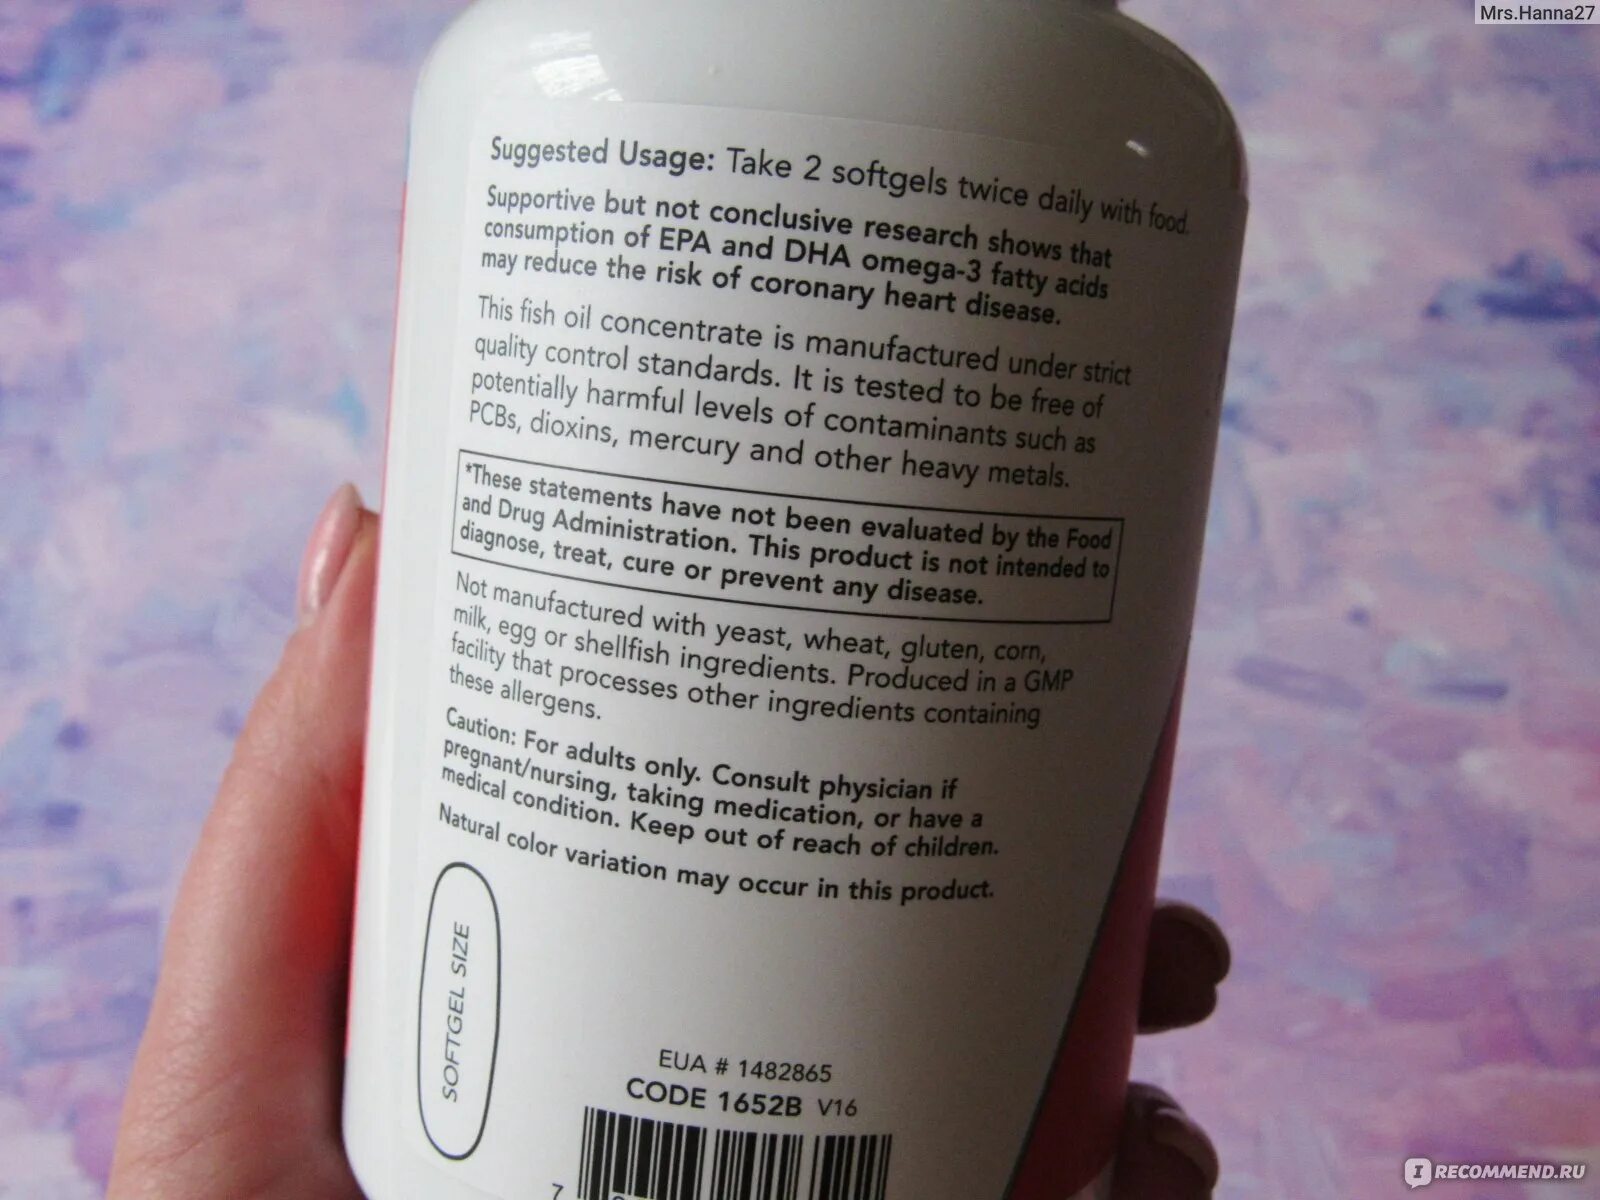 Mrs.Hanna27
Suggested Usage: Take 2 softgels twice daily with food.
Supportive but not conclusive research shows that
consumption of EPA and DHA omega-3 fatty acids
may reduce the risk of coronary heart disease.
This fish oil concentrate is manufactured under strict
quality control standards. It is tested to be free of
potentially harmful levels of contaminants such as
PCBs, dioxins, mercury and other heavy metals.
*These statements have not been evaluated by the Food
and Drug Administration. This product is not intended to
diagnose, treat, cure or prevent any disease.
Not manufactured with yeast, wheat, gluten, corn,
milk, egg or shellfish ingredients. Produced in a GMP
facility that processes other ingredients containing
these allergens.
Caution: For adults only. Consult physician if
pregnant/nursing, taking medication, or have a
medical condition. Keep out of reach of children.
Natural color variation may occur in this product.
SOFTGEL SIZE
EUA # 1482865
CODE 1652B V16
7
IRECOMMEND.RU